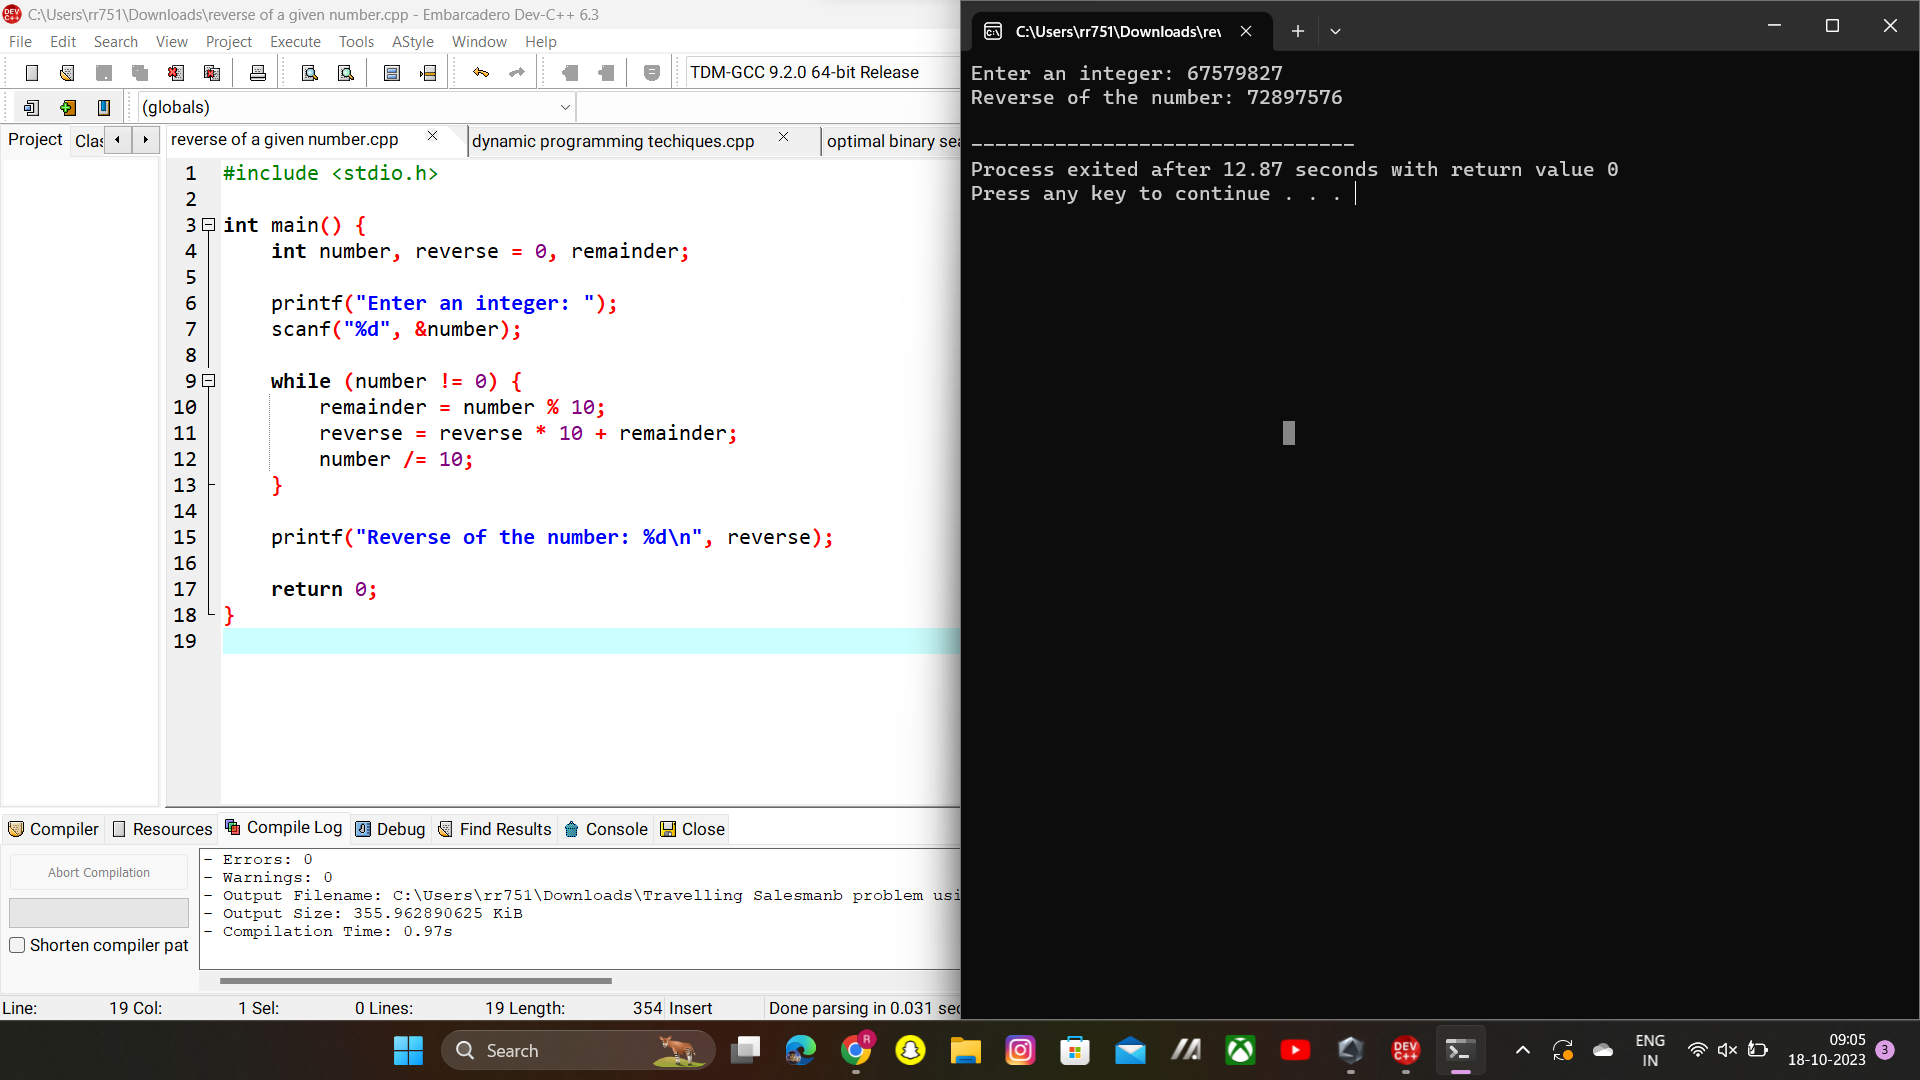 C:\Users\rr751\Downloads\reverse of a given number.cpp - Embarcadero Dev-C++ 6.3
File Edit Search View Project Execute Tools AStyle Window Help
TDM-GCC 9.2.0 64-bit Release
(globals)
Project Clas reverse of a given number.cpp dynamic programming techiques.cpp optimal binary sea
1 #include <stdio.h>
2
3 int main() {
4 int number, reverse = 0, remainder;
5
6 printf("Enter an integer: ");
7 scanf("%d", &number);
8
9 while (number != 0) {
10 remainder = number % 10;
11 reverse = reverse * 10 + remainder;
12 number /= 10;
13 }
14
15 printf("Reverse of the number: %d\n", reverse);
16
17 return 0;
18 }
19
Compiler Resources Compile Log Debug Find Results Console Close
Abort Compilation
Shorten compiler pat
- Errors: 0
- Warnings: 0
- Output Filename: C:\Users\rr751\Downloads\Travelling Salesmanb problem usi
- Output Size: 355.962890625 KiB
- Compilation Time: 0.97s
Line: 19 Col: 1 Sel: 0 Lines: 19 Length: 354 Insert Done parsing in 0.031 sec
C:\Users\rr751\Downloads\rev
Enter an integer: 67579827
Reverse of the number: 72897576
--------------------------------
Process exited after 12.87 seconds with return value 0
Press any key to continue . . .
Search
R
DEV C++
ENG
IN
09:05
18-10-2023
3